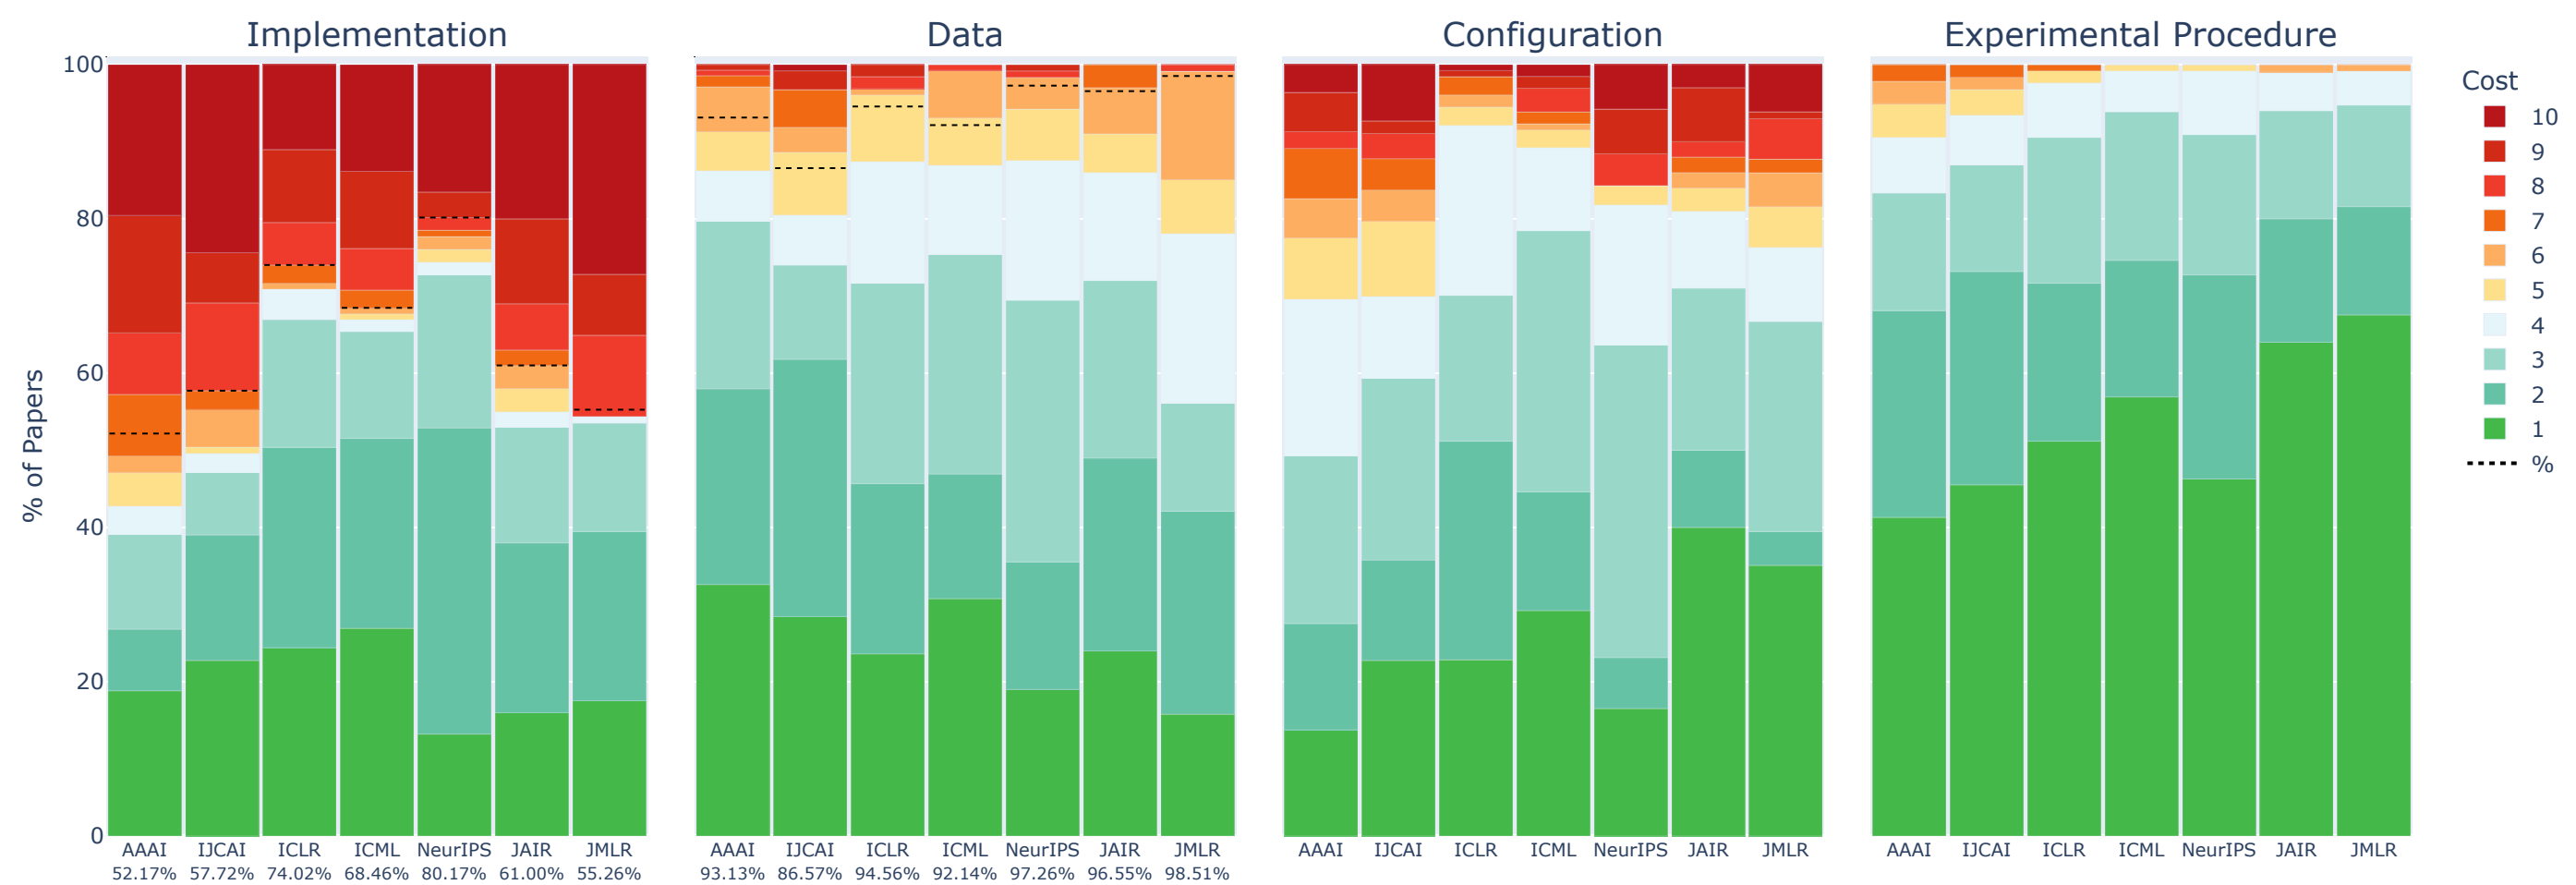 Implementation
Data
Configuration
Experimental Procedure
% of Papers
100
80
60
40
20
0
AAAI IJCAI ICLR ICML NeurIPS JAIR JMLR
52.17% 57.72% 74.02% 68.46% 80.17% 61.00% 55.26%
AAAI IJCAI ICLR ICML NeurIPS JAIR JMLR
93.13% 86.57% 94.56% 92.14% 97.26% 96.55% 98.51%
AAAI IJCAI ICLR ICML NeurIPS JAIR JMLR
AAAI IJCAI ICLR ICML NeurIPS JAIR JMLR
Cost
10
9
8
7
6
5
4
3
2
1
%